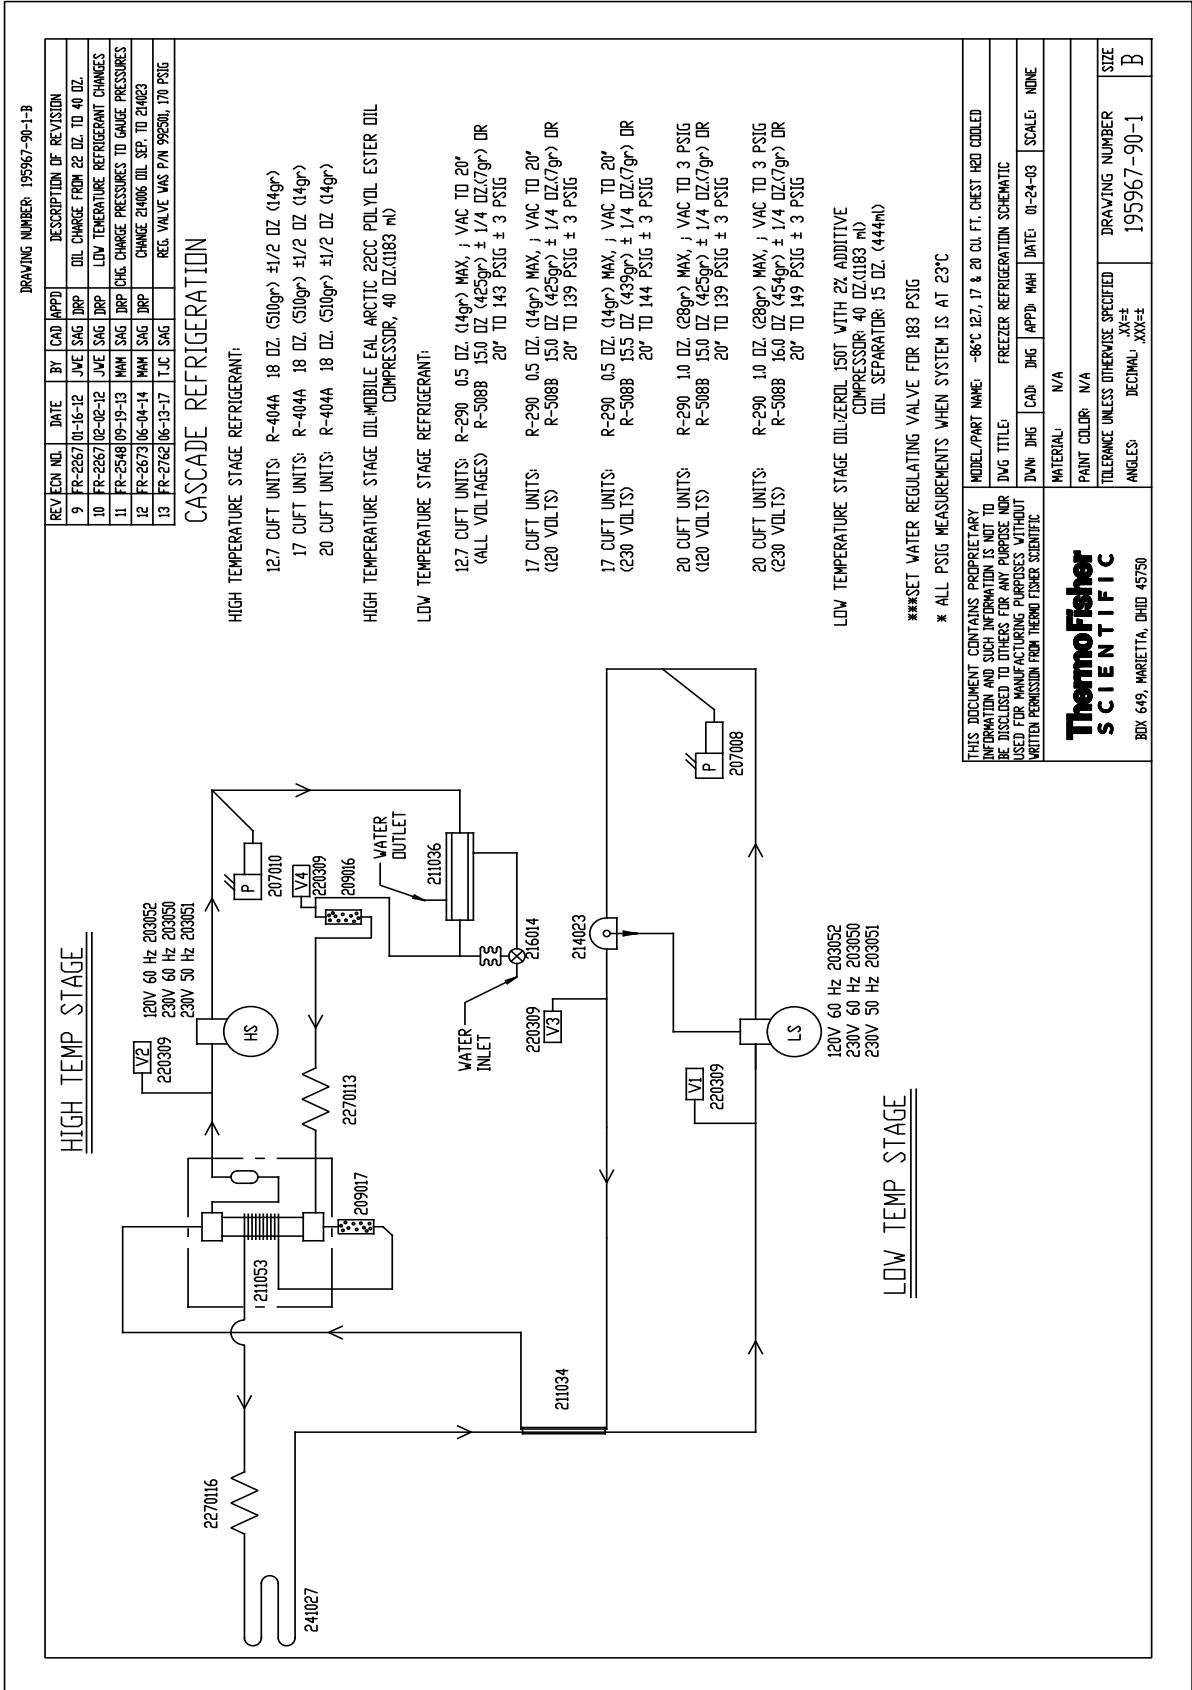 DRAWING NUMBER: 195967-90-1-B
REV ECN NO. DATE BY CAD APPD DESCRIPTION OF REVISION
9 FR-2267 01-16-12 JWE SAG DRP OIL CHARGE FROM 22 OZ. TO 40 OZ.
10 FR-2267 02-02-12 JWE SAG DRP LOW TEMERATURE REFRIGERANT CHANGES
11 FR-2548 09-19-13 MAM SAG DRP CHG. CHARGE PRESSURES TO GAUGE PRESSURES
12 FR-2673 06-04-14 MAM SAG DRP CHANGE 214006 OIL SEP. TO 214023
13 FR-2762 06-13-17 TJC SAG REG. VALVE WAS P/N 992501, 170 PSIG
CASCADE REFRIGERATION
HIGH TEMPERATURE STAGE REFRIGERANT:
12.7 CUFT UNITS: R-404A 18 OZ. (510gr) ±1/2 OZ (14gr)
17 CUFT UNITS: R-404A 18 OZ. (510gr) ±1/2 OZ (14gr)
20 CUFT UNITS: R-404A 18 OZ. (510gr) ±1/2 OZ (14gr)
HIGH TEMPERATURE STAGE OIL:MOBILE EAL ARCTIC 22CC POLYOL ESTER OIL
COMPRESSOR, 40 OZ.(1183 ml)
LOW TEMPERATURE STAGE REFRIGERANT:
12.7 CUFT UNITS: R-290 0.5 OZ. (14gr) MAX, ; VAC TO 20"
(ALL VOLTAGES) R-508B 15.0 OZ (425gr) ± 1/4 OZ.(7gr) OR
20" TO 143 PSIG ± 3 PSIG
17 CUFT UNITS: R-290 0.5 OZ. (14gr) MAX, ; VAC TO 20"
(120 VOLTS) R-508B 15.0 OZ (425gr) ± 1/4 OZ.(7gr) OR
20" TO 139 PSIG ± 3 PSIG
17 CUFT UNITS: R-290 0.5 OZ. (14gr) MAX, ; VAC TO 20"
(230 VOLTS) R-508B 15.5 OZ (439gr) ± 1/4 OZ.(7gr) OR
20" TO 144 PSIG ± 3 PSIG
20 CUFT UNITS: R-290 1.0 OZ. (28gr) MAX, ; VAC TO 3 PSIG
(120 VOLTS) R-508B 15.0 OZ (425gr) ± 1/4 OZ.(7gr) OR
20" TO 139 PSIG ± 3 PSIG
20 CUFT UNITS: R-290 1.0 OZ. (28gr) MAX, ; VAC TO 3 PSIG
(230 VOLTS) R-508B 16.0 OZ (454gr) ± 1/4 OZ.(7gr) OR
20" TO 149 PSIG ± 3 PSIG
LOW TEMPERATURE STAGE OIL:ZEROL 150T WITH 2% ADDITIVE
COMPRESSOR: 40 OZ.(1183 ml)
OIL SEPARATOR: 15 OZ. (444ml)
***SET WATER REGULATING VALVE FOR 183 PSIG
* ALL PSIG MEASUREMENTS WHEN SYSTEM IS AT 23°C
HIGH TEMP STAGE
V2
220309
120V 60 Hz 203052
230V 60 Hz 203050
230V 50 Hz 203051
HS
P
207010
V4
220309
209016
WATER
OUTLET
211036
216014
WATER
INLET
2270113
209017
211053
2270116
241027
211034
220309
V3
214023
P
207008
V1
220309
LS
120V 60 Hz 203052
230V 60 Hz 203050
230V 50 Hz 203051
LOW TEMP STAGE
THIS DOCUMENT CONTAINS PROPRIETARY
INFORMATION AND SUCH INFORMATION IS NOT TO
BE DISCLOSED TO OTHERS FOR ANY PURPOSE NOR
USED FOR MANUFACTURING PURPOSES WITHOUT
WRITTEN PERMISSION FROM THERMO FISHER SCIENTIFIC
ThermoFisher
SCIENTIFIC
BOX 649, MARIETTA, OHIO 45750
MODEL/PART NAME: -86°C 12.7, 17 & 20 CU. FT. CHEST H2O COOLED
DWG TITLE: FREEZER REFRIGERATION SCHEMATIC
DWN: DHG CAD: DHG APPD: MAH DATE: 01-24-03 SCALE: NONE
MATERIAL: N/A
PAINT COLOR: N/A
TOLERANCE UNLESS OTHERWISE SPECIFIED
ANGLES: DECIMAL: .XX=±
.XXX=±
DRAWING NUMBER
195967-90-1
SIZE
B